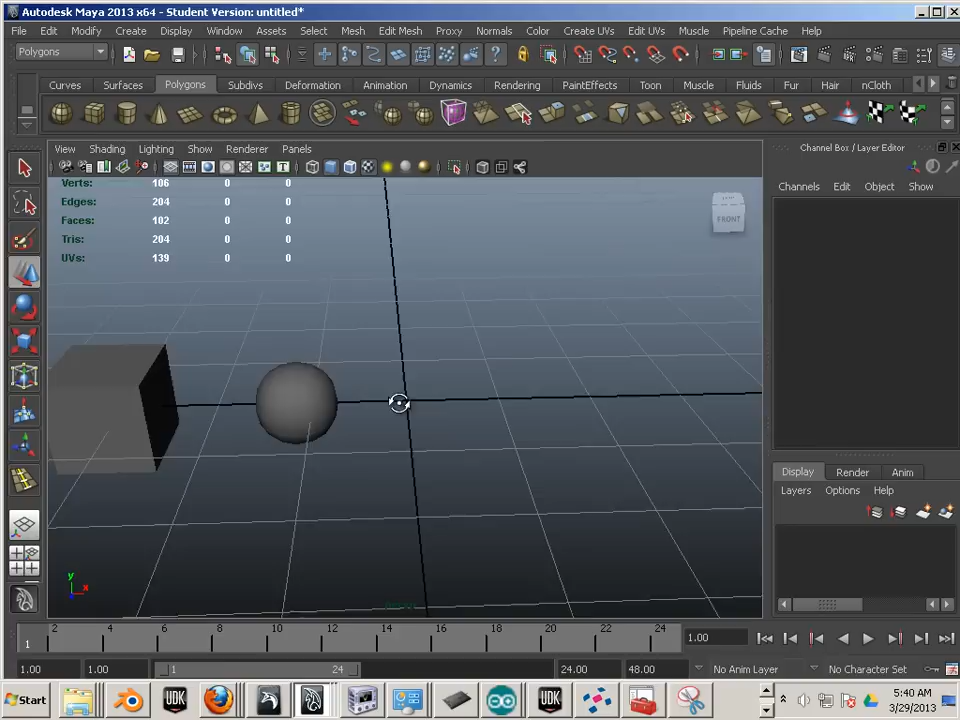 Autodesk Maya 2013 x64 - Student Version: untitled*
File Edit Modify Create Display Window Assets Select Mesh Edit Mesh Proxy Normals Color Create UVs Edit UVs Muscle Pipeline Cache Help
Polygons
Curves Surfaces Polygons Subdivs Deformation Animation Dynamics Rendering PaintEffects Toon Muscle Fluids Fur Hair nCloth
View Shading Lighting Show Renderer Panels
Channel Box / Layer Editor
Channels Edit Object Show
Verts: 106 0 0
Edges: 204 0 0
Faces: 102 0 0
Tris: 204 0 0
UVs: 139 0 0
FRONT
Display Render Anim
Layers Options Help
y
x
2 4 6 8 10 12 14 16 18 20 22 24
1
1.00
1.00 1.00 1 24 24.00 48.00 No Anim Layer No Character Set
Start
UDK
UDK
5:40 AM
3/29/2013